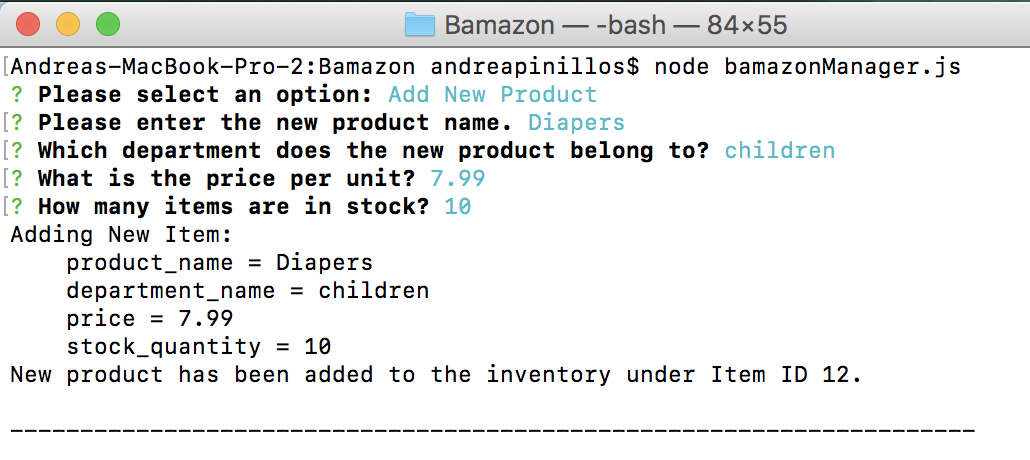 Bamazon — -bash — 84×55
[Andreas-MacBook-Pro-2:Bamazon andreapinillos$ node bamazonManager.js
? Please select an option: Add New Product
[? Please enter the new product name. Diapers
[? Which department does the new product belong to? children
[? What is the price per unit? 7.99
[? How many items are in stock? 10
Adding New Item:
    product_name = Diapers
    department_name = children
    price = 7.99
    stock_quantity = 10
New product has been added to the inventory under Item ID 12.
---------------------------------------------------------------------